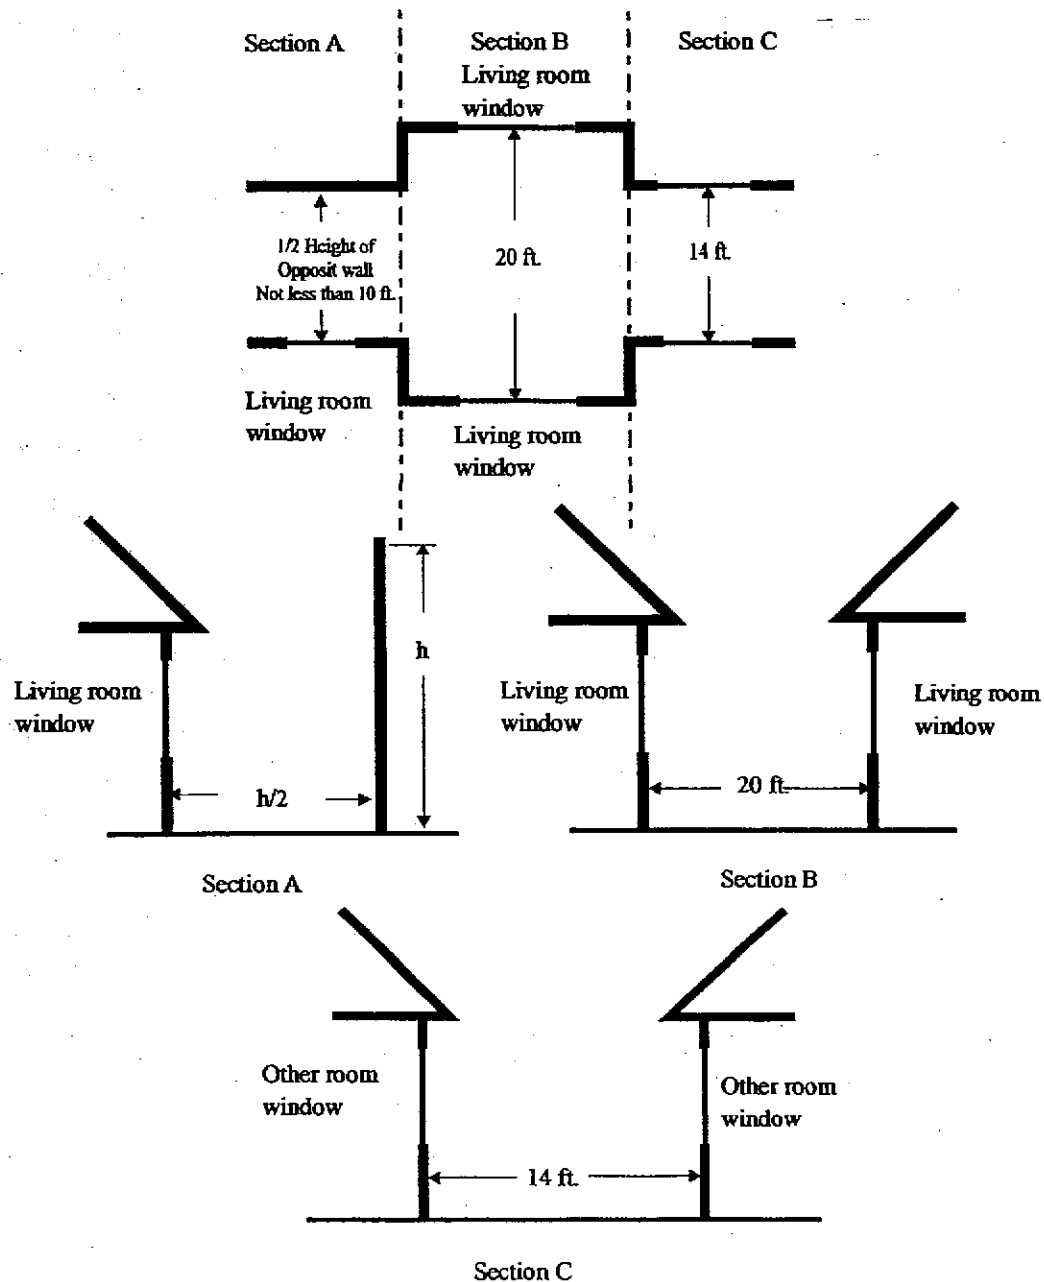 Section A
Section B
Section C
Living room
window
1/2 Height of
Opposit wall
Not less than 10 ft.
20 ft.
14 ft.
Living room
window
Living room
window
h
Living room
window
h/2
Living room
window
Living room
window
20 ft.
Section A
Section B
Other room
window
Other room
window
14 ft.
Section C